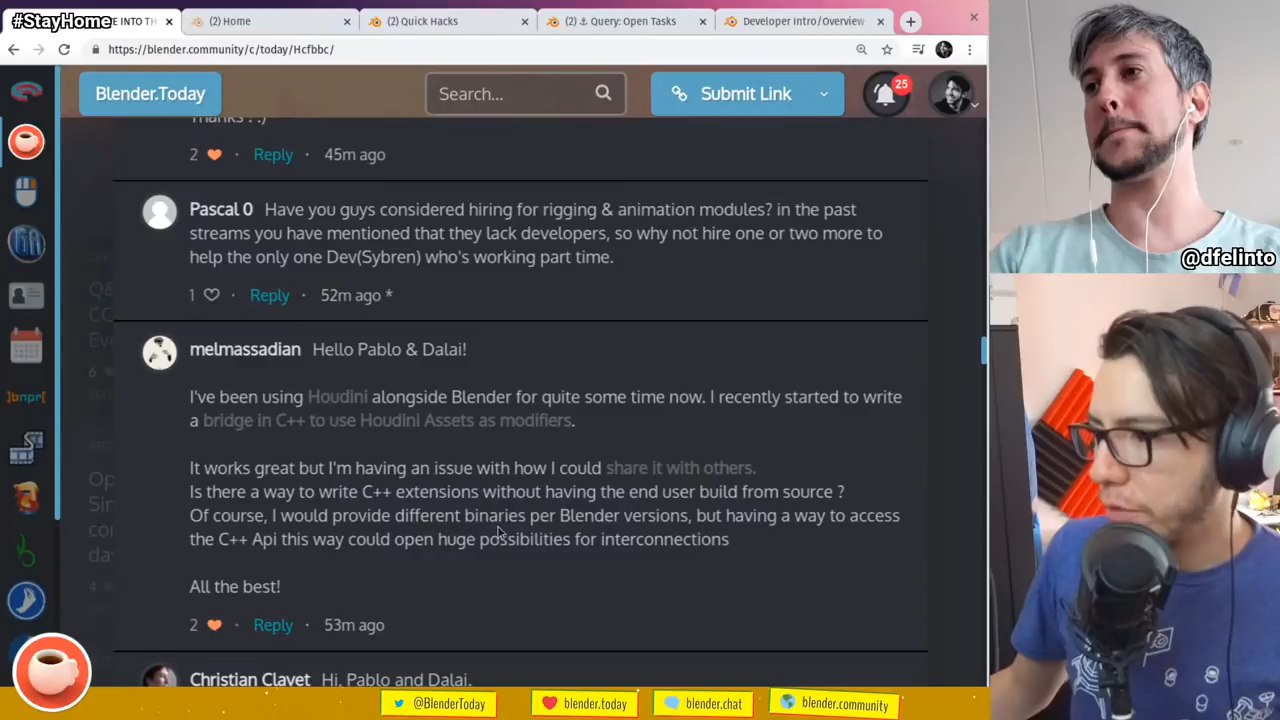 #StayHome
E INTO TH
(2) Home
(2) Quick Hacks
(2) ⚓ Query: Open Tasks
Developer Intro/Overview
https://blender.community/c/today/Hcfbbc/
Blender.Today
Search...
Submit Link
25
Thanks ! :)
2 · Reply · 45m ago
Pascal 0 Have you guys considered hiring for rigging & animation modules? in the past
streams you have mentioned that they lack developers, so why not hire one or two more to
help the only one Dev(Sybren) who's working part time.
1 · Reply · 52m ago *
melmassadian Hello Pablo & Dalai!
I've been using Houdini alongside Blender for quite some time now. I recently started to write
a bridge in C++ to use Houdini Assets as modifiers.
It works great but I'm having an issue with how I could share it with others.
Is there a way to write C++ extensions without having the end user build from source ?
Of course, I would provide different binaries per Blender versions, but having a way to access
the C++ Api this way could open huge possibilities for interconnections
All the best!
2 · Reply · 53m ago
Christian Clavet Hi, Pablo and Dalai.
@dfelinto
bnpr
@BlenderToday
blender.today
blender.chat
blender.community